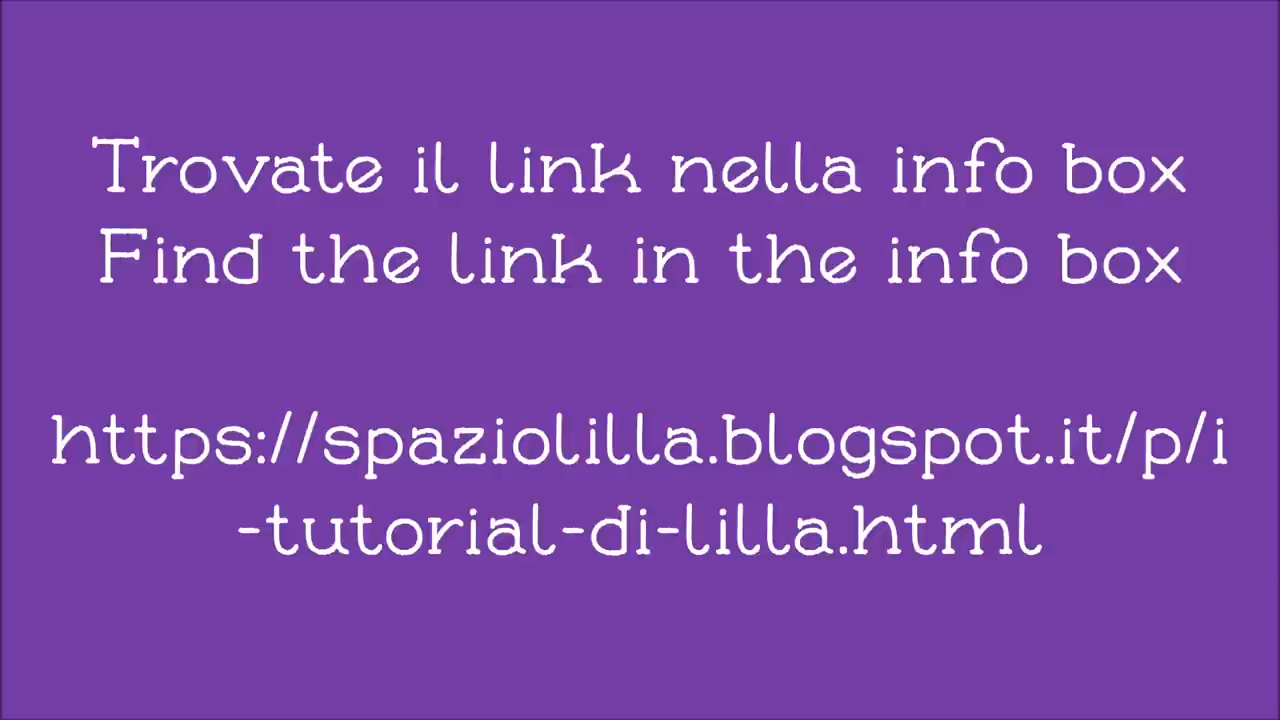 Trovate il link nella info box
Find the link in the info box
https://spaziolilla.blogspot.it/p/i
-tutorial-di-lilla.html